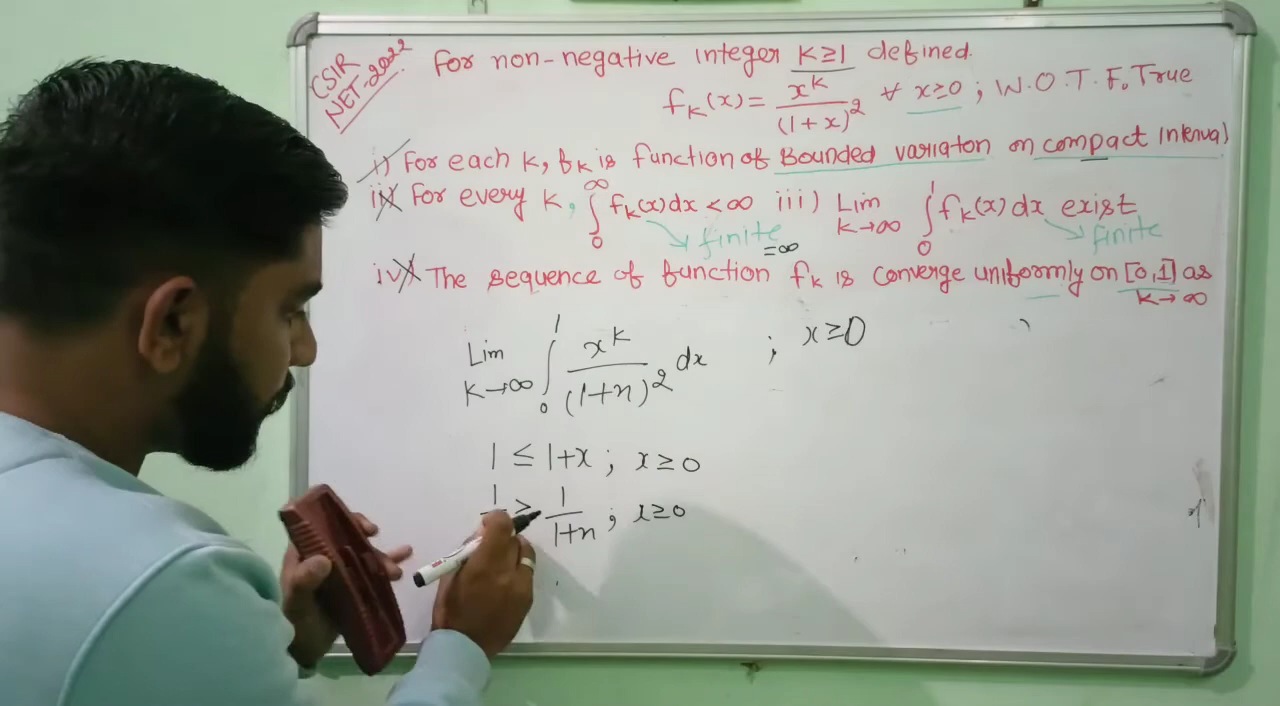 CSIR
NET-2022
For non-negative integer K≥1 defined.
fK(x) = x^K/(1+x)^2 ∀ x≥0 ; W.O.T.F. True
i) For each K, fK is function of Bounded variaton on compact Interval
ii) For every K, ∫₀^∞ fK(x)dx < ∞ iii) Lim K→∞ ∫₀^1 fK(x) dx exist
finite =∞ finite
iv) The sequence of function fK is converge uniformly on [0,1] as K→∞
Lim K→∞ ∫₀^1 x^K/(1+n)^2 dx ; x≥0
1 ≤ 1+x ; x≥0
1 ≥ 1/1+n ; x≥0